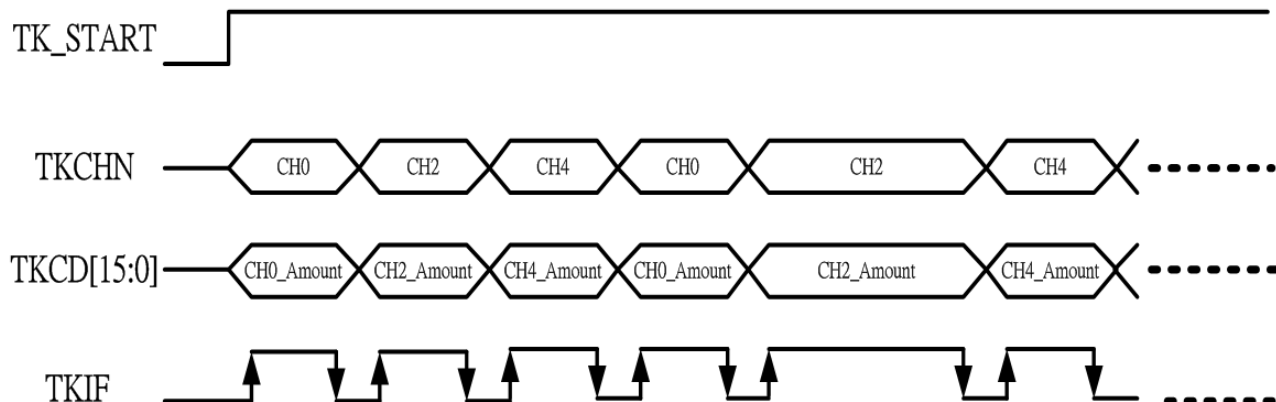 TK_START
TKCHN CH0 CH2 CH4 CH0 CH2 CH4
TKCD[15:0] CH0_Amount CH2_Amount CH4_Amount CH0_Amount CH2_Amount CH4_Amount
TKIF